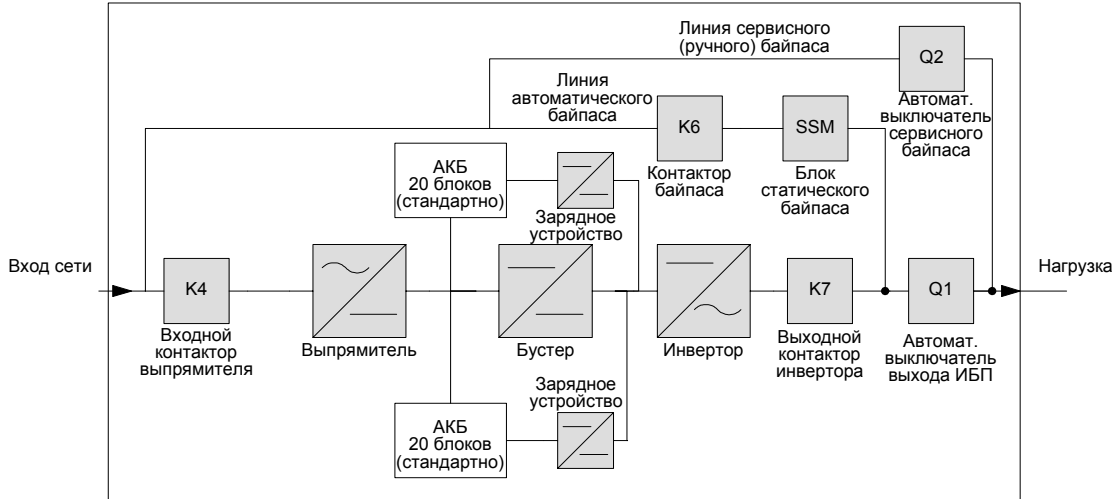 Линия сервисного
(ручного) байпаса
Q2
Автомат.
выключатель
сервисного
байпаса
Линия
автоматического
байпаса
K6
Контактор
байпаса
SSM
Блок
статического
байпаса
АКБ
20 блоков
(стандартно)
Зарядное
устройство
Вход сети
K4
Входной
контактор
выпрямителя
Выпрямитель
Бустер
Инвертор
K7
Выходной
контактор
инвертора
Q1
Автомат.
выключатель
выхода ИБП
Нагрузка
Зарядное
устройство
АКБ
20 блоков
(стандартно)